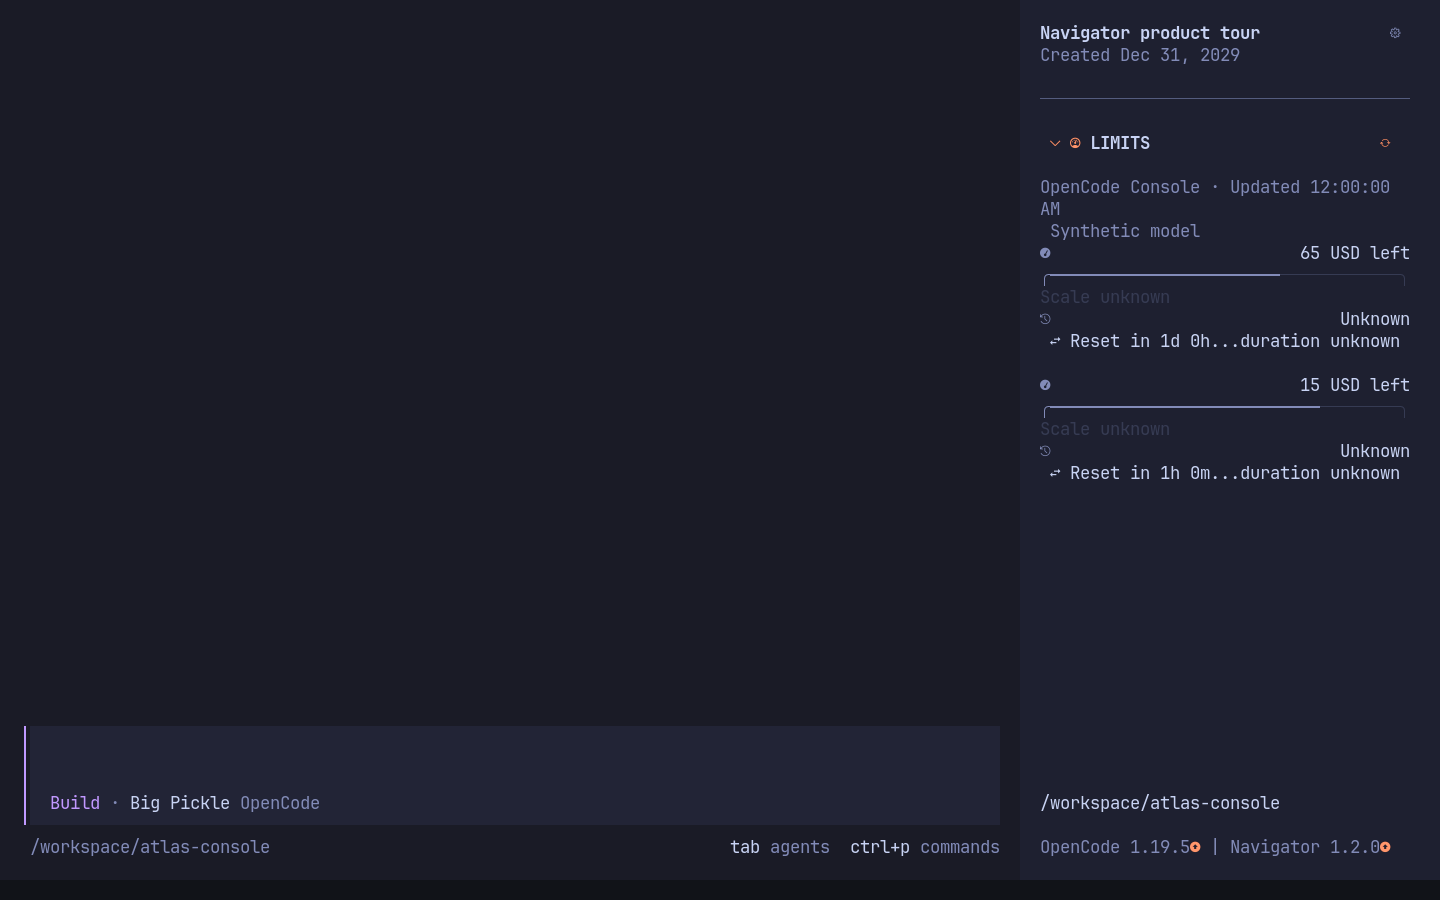 Navigator product tour
Created Dec 31, 2029
LIMITS
OpenCode Console · Updated 12:00:00
AM
Synthetic model
65 USD left
Scale unknown
Unknown
Reset in 1d 0h...duration unknown
15 USD left
Scale unknown
Unknown
Reset in 1h 0m...duration unknown
Build · Big Pickle OpenCode
/workspace/atlas-console
tab agents  ctrl+p commands
/workspace/atlas-console
OpenCode 1.19.5 | Navigator 1.2.0